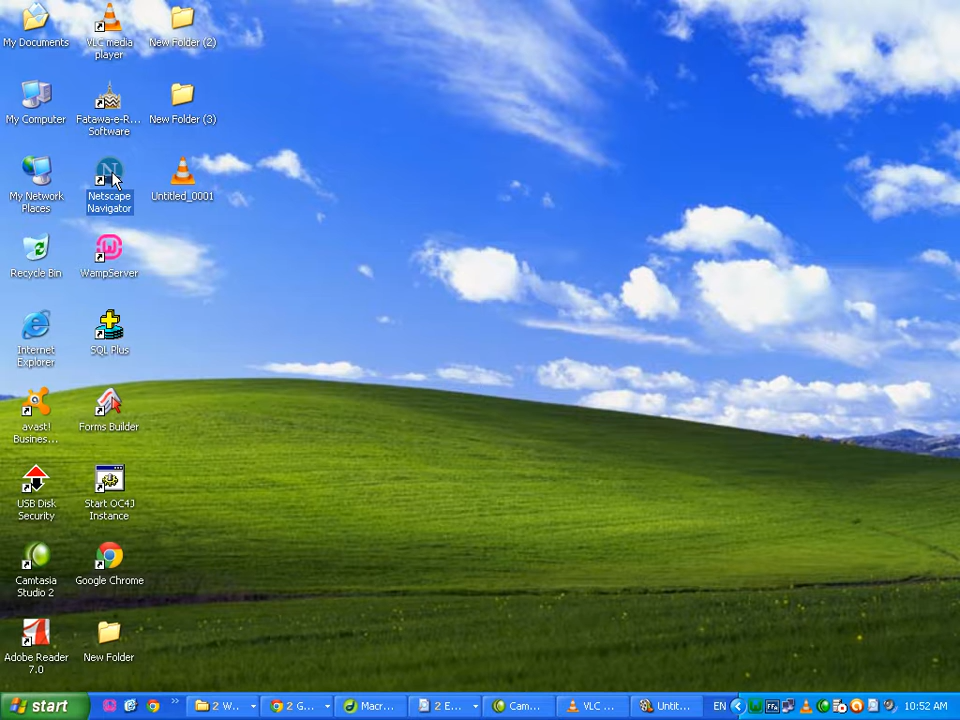 My Documents
VLC media
player
New Folder (2)
My Computer
Fatawa-e-R...
Software
New Folder (3)
My Network
Places
N
Netscape
Navigator
Untitled_0001
Recycle Bin
WampServer
Internet
Explorer
SQL Plus
avast!
Busines...
Forms Builder
USB Disk
Security
Start OC4J
Instance
Camtasia
Studio 2
Google Chrome
Adobe Reader
7.0
New Folder
start
2 W...
2 G...
Macr...
2 E...
Cam...
VLC ...
Untit...
EN
10:52 AM